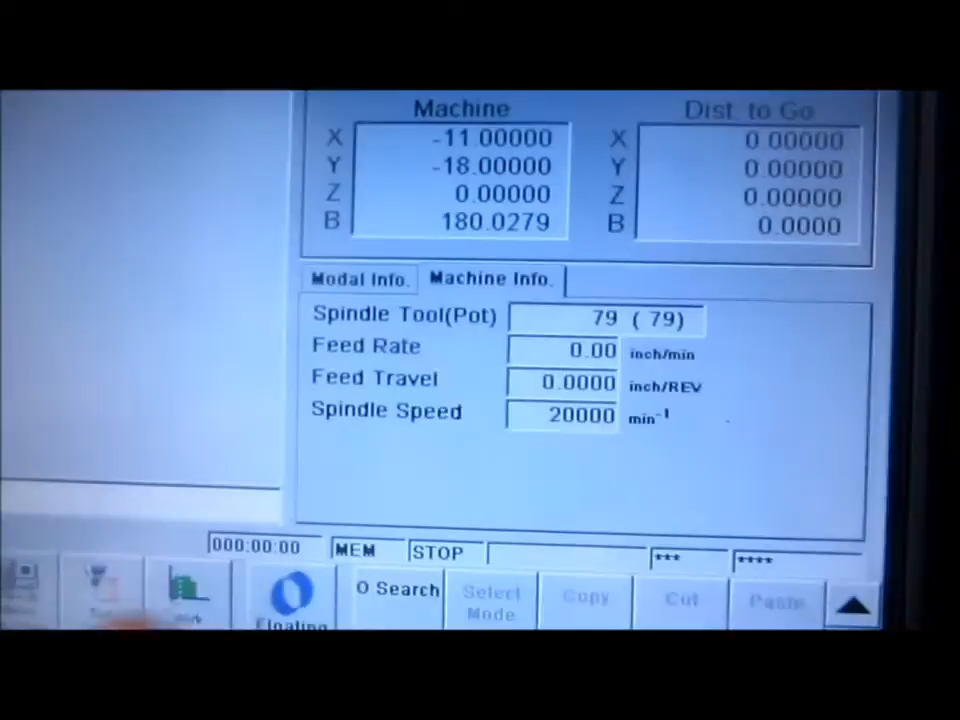 Machine Dist. to Go
X -11.00000 X 0.00000
Y -18.00000 Y 0.00000
Z 0.00000 Z 0.00000
B 180.0279 B 0.0000
Modal Info. Machine Info.
Spindle Tool(Pot) 79 ( 79)
Feed Rate 0.00 inch/min
Feed Travel 0.0000 inch/REV
Spindle Speed 20000 min-1
000:00:00 MEM STOP *** ****
O Search Select Mode Copy Cut Paste
Floating